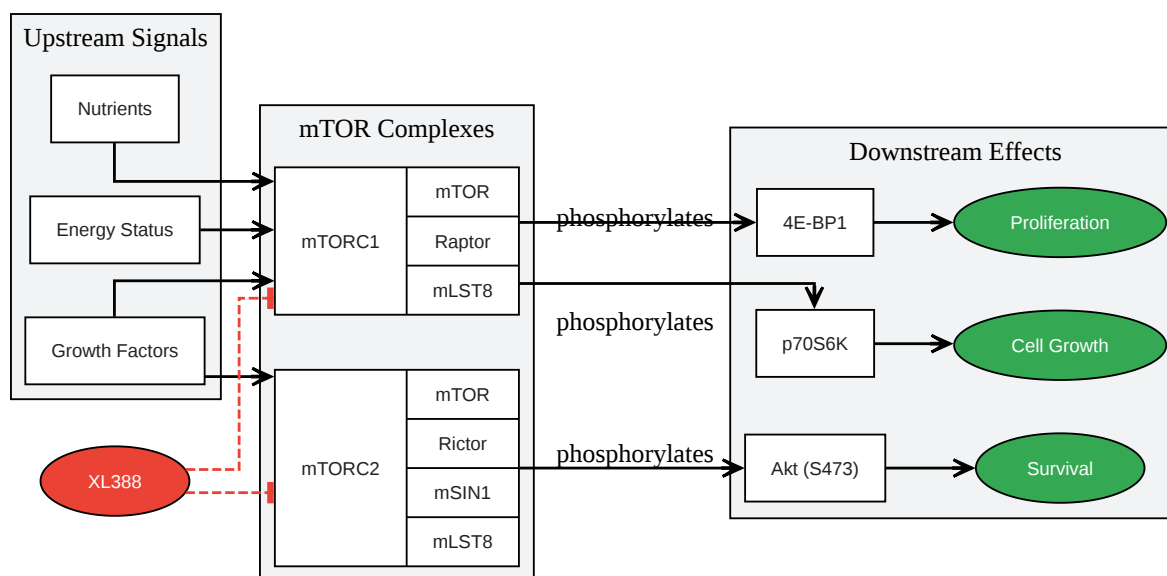 Upstream Signals
Nutrients
Energy Status
Growth Factors
XL388
mTOR Complexes
mTORC1
mTOR
Raptor
mLST8
mTORC2
mTOR
Rictor
mSIN1
mLST8
phosphorylates
phosphorylates
phosphorylates
Downstream Effects
4E-BP1
Proliferation
p70S6K
Cell Growth
Akt (S473)
Survival